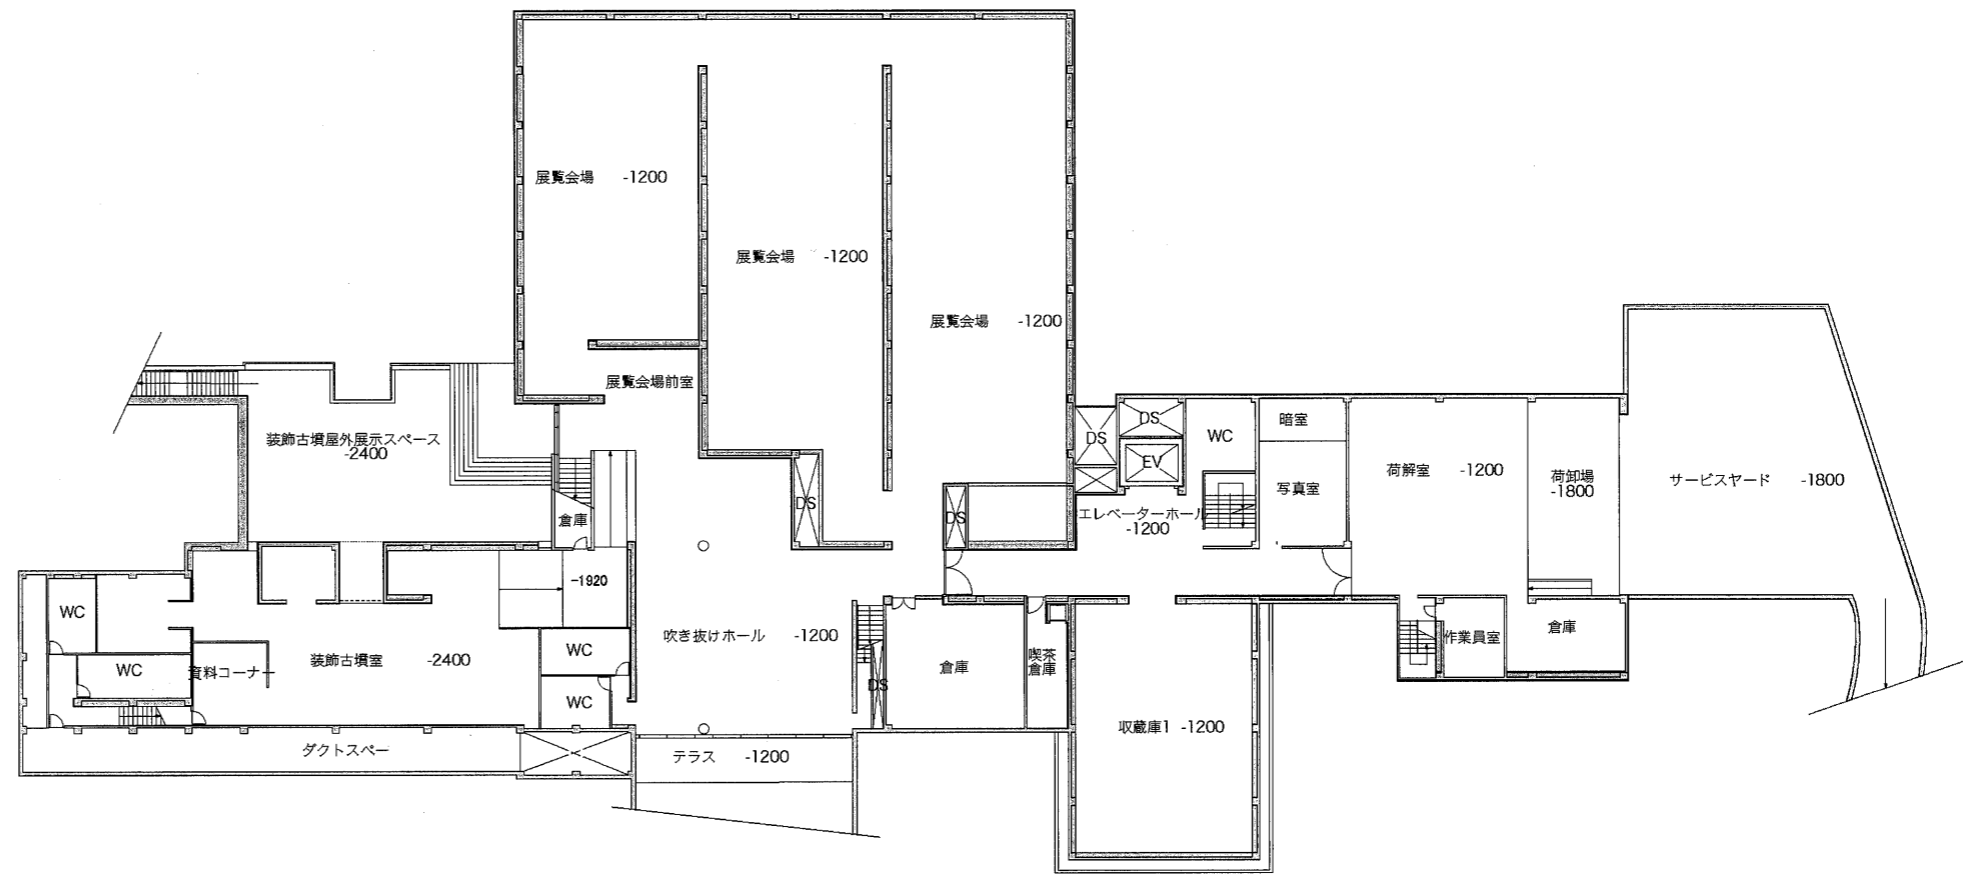 展覧会場 -1200
展覧会場 -1200
展覧会場 -1200
展覧会場前室
装飾古墳屋外展示スペース
-2400
DS
DS
EV
WC
暗室
写真室
荷解室 -1200
荷卸場
-1800
サービスヤード -1800
エレベーターホール
-1200
DS
DS
倉庫
-1920
WC
WC
資料コーナー
装飾古墳室 -2400
WC
WC
吹き抜けホール -1200
DS
倉庫
喫茶
倉庫
収蔵庫1 -1200
作業員室
倉庫
ダクトスペー
テラス -1200